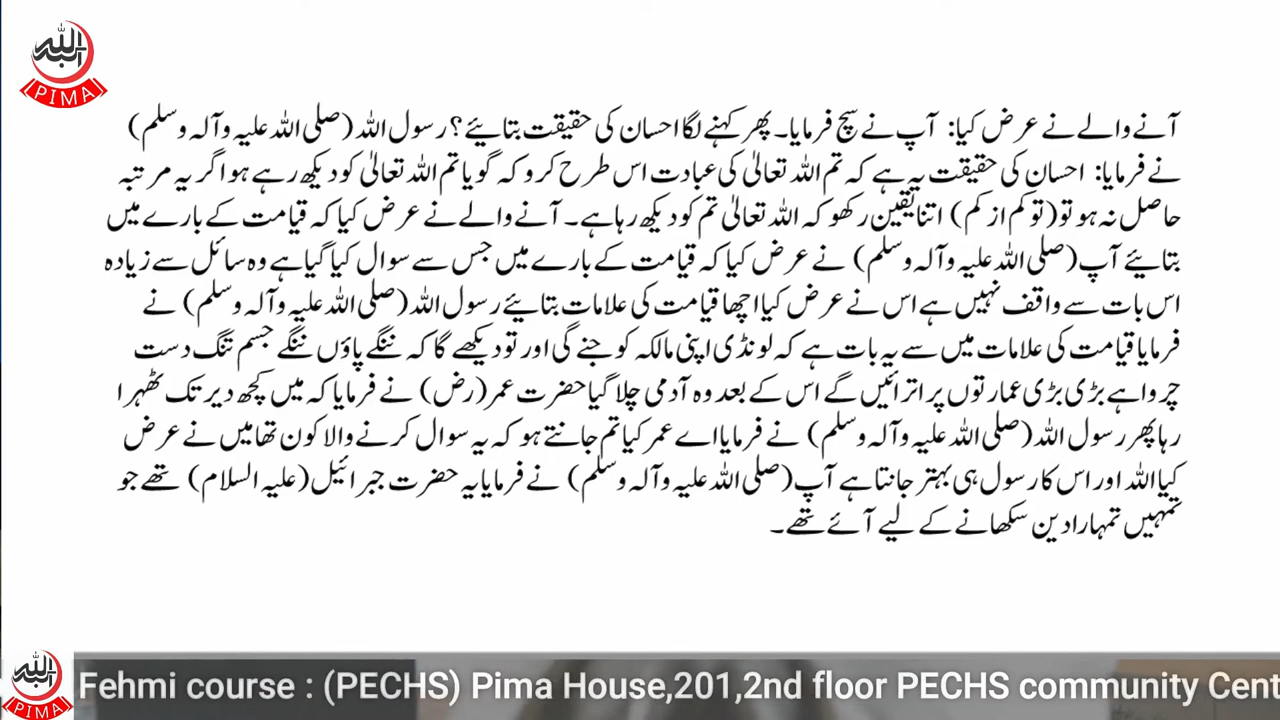 الله
PIMA
آنے والے نے عرض کیا: آپ نے سچ فرمایا۔ پھر کہنے لگا احسان کی حقیقت بتائیے؟ رسول اللہ (صلی اللہ علیہ وآلہ وسلم)
نے فرمایا: احسان کی حقیقت یہ ہے کہ تم اللہ تعالیٰ کی عبادت اس طرح کرو کہ گویا تم اللہ تعالیٰ کو دیکھ رہے ہو اگر یہ مرتبہ
حاصل نہ ہو تو (تو کم از کم) اتنا یقین رکھو کہ اللہ تعالیٰ تم کو دیکھ رہا ہے۔ آنے والے نے عرض کیا کہ قیامت کے بارے میں
بتائیے آپ (صلی اللہ علیہ وآلہ وسلم) نے عرض کیا کہ قیامت کے بارے میں جس سے سوال کیا گیا ہے وہ سائل سے زیادہ
اس بات سے واقف نہیں ہے اس نے عرض کیا اچھا قیامت کی علامات بتائیے رسول اللہ (صلی اللہ علیہ وآلہ وسلم) نے
فرمایا قیامت کی علامات میں سے یہ بات ہے کہ لونڈی اپنی مالکہ کو جنے گی اور تو دیکھے گا کہ ننگے پاؤں ننگے جسم تنگ دست
چرواہے بڑی بڑی عمارتوں پر اترائیں گے اس کے بعد وہ آدمی چلا گیا حضرت عمر (رض) نے فرمایا کہ میں کچھ دیر تک ٹھہرا
رہا پھر رسول اللہ (صلی اللہ علیہ وآلہ وسلم) نے فرمایا اے عمر کیا تم جانتے ہو کہ یہ سوال کرنے والا کون تھا میں نے عرض
کیا اللہ اور اس کا رسول ہی بہتر جانتا ہے آپ (صلی اللہ علیہ وآلہ وسلم) نے فرمایا یہ حضرت جبرائیل (علیہ السلام) تھے جو
تمہیں تمہارا دین سکھانے کے لیے آئے تھے۔
الله
PIMA
Fehmi course : (PECHS) Pima House,201,2nd floor PECHS community Cent